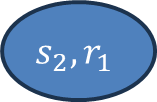 s₂, r₁